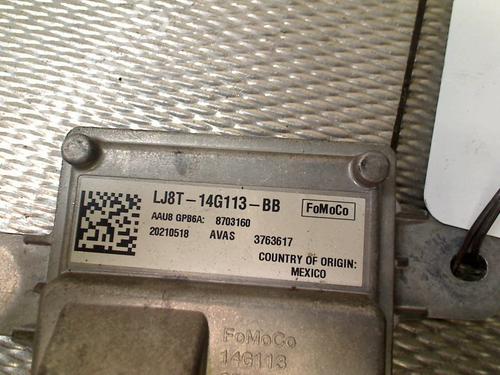 LJ8T-14G113-BB FoMoCo
AAU8 GPB6A: 8703160
20210518 AVAS 3763617
COUNTRY OF ORIGIN:
MEXICO
FoMoCo
14G113